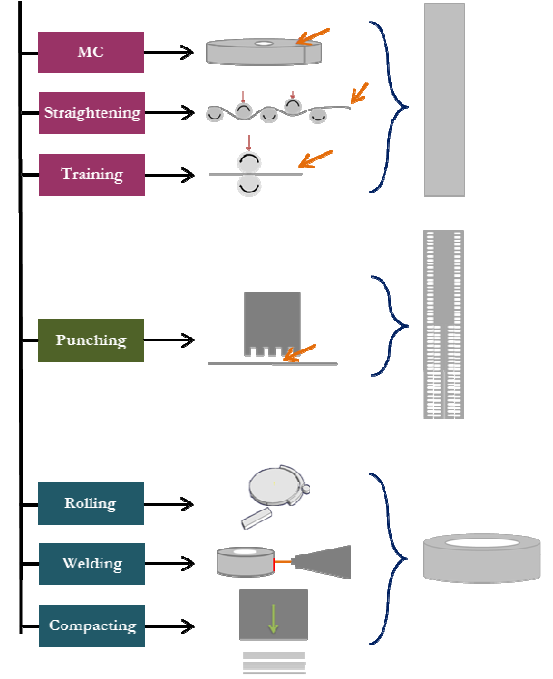 MC
Straightening
Training
Punching
Rolling
Welding
Compacting